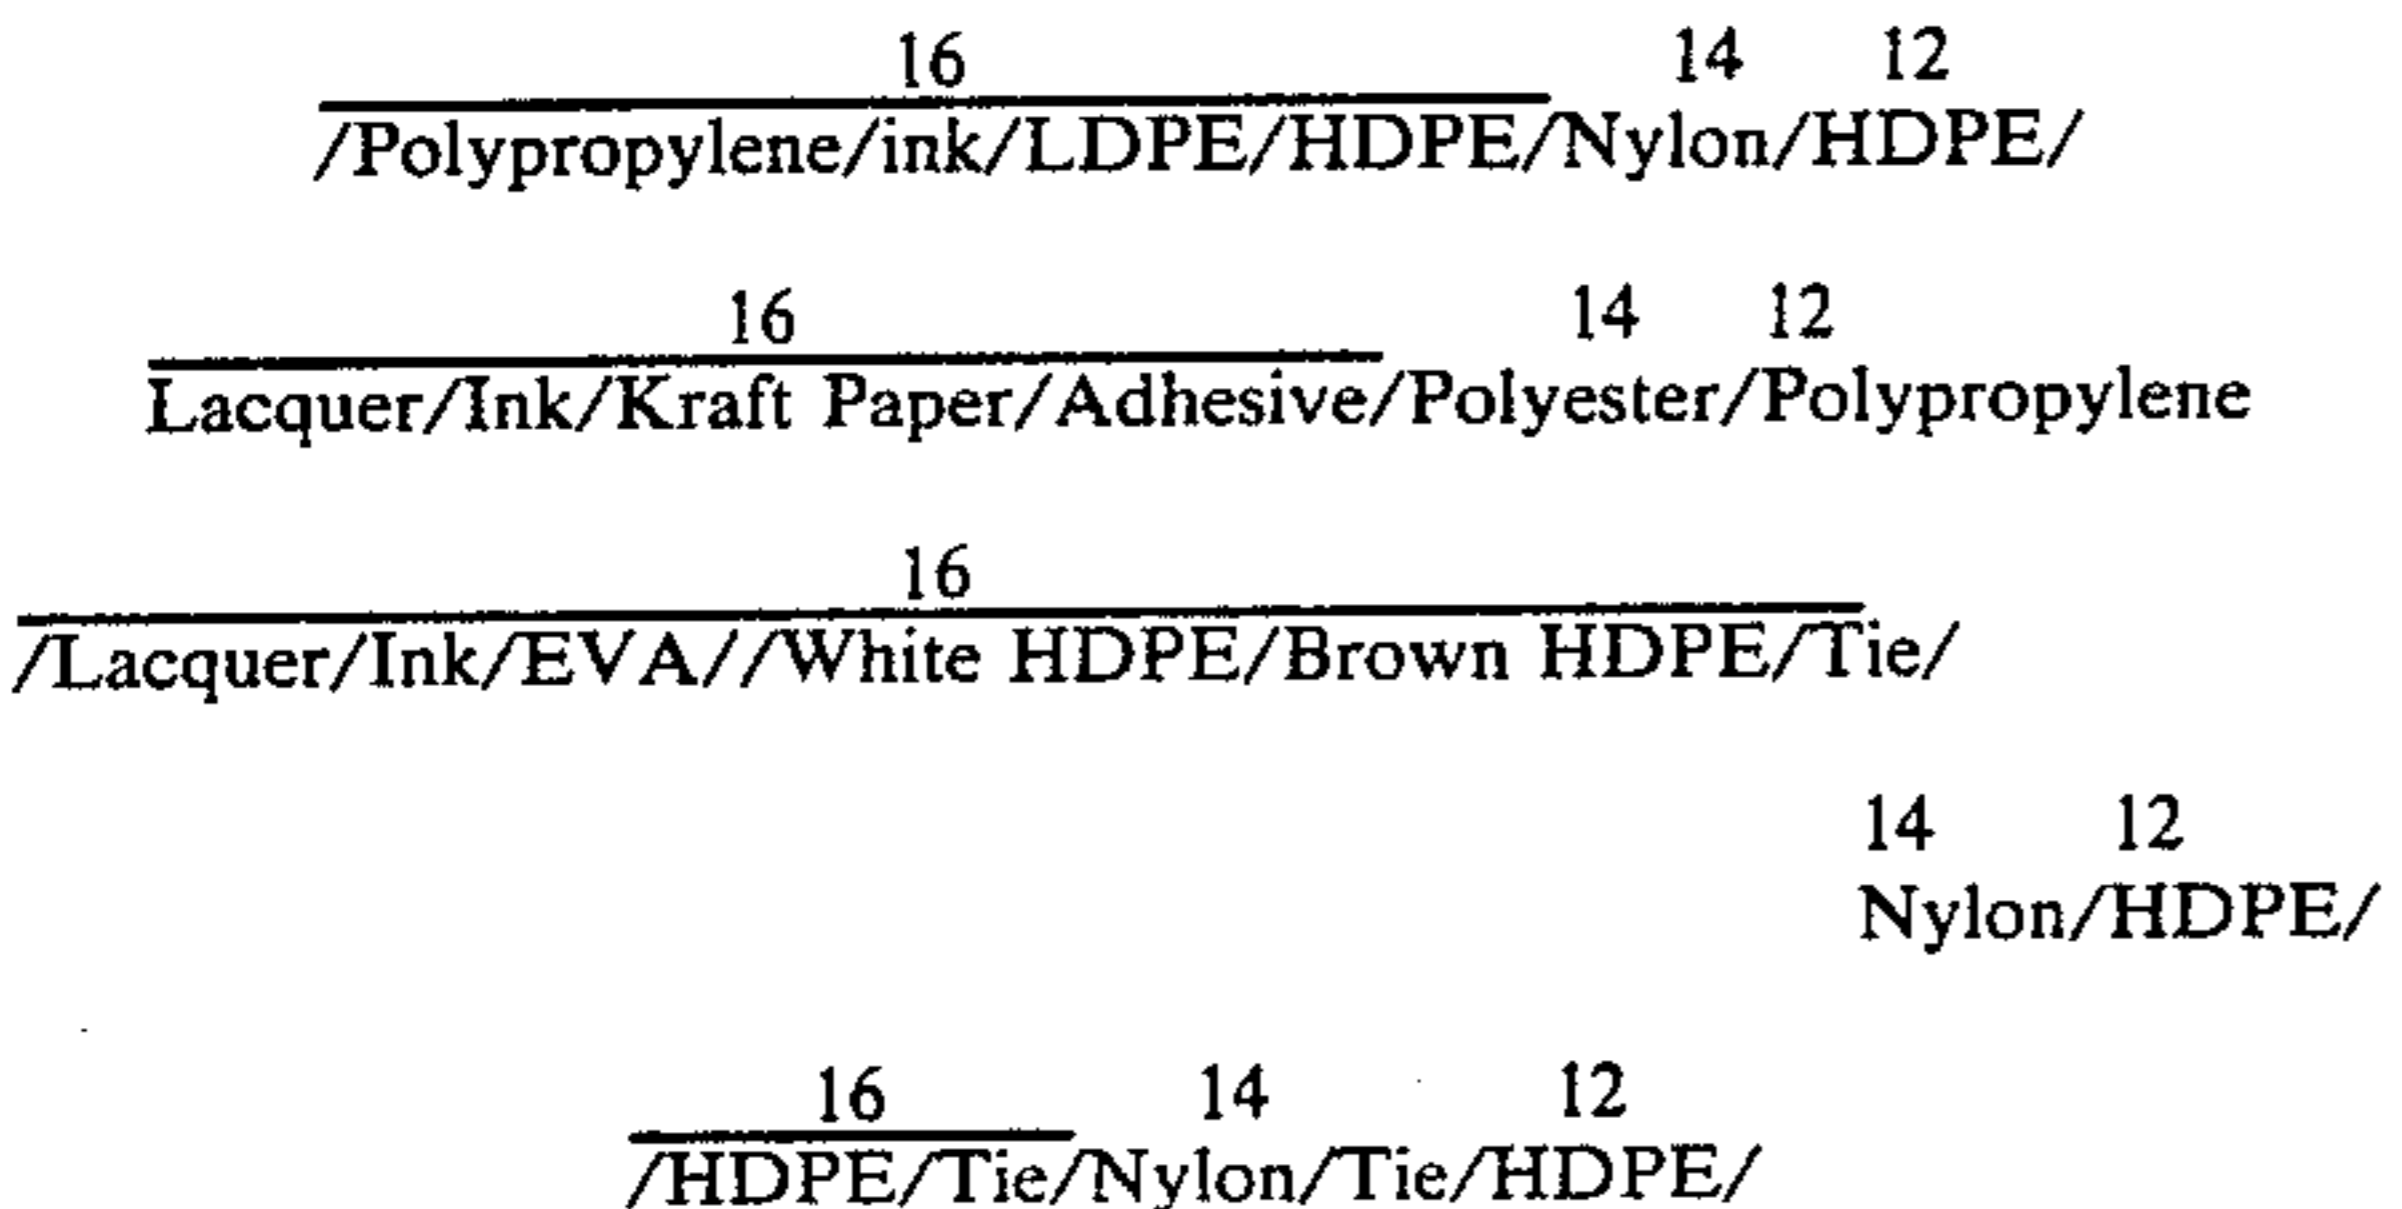 16 14 12
/Polypropylene/ink/LDPE/HDPE/Nylon/HDPE/
16 14 12
Lacquer/Ink/Kraft Paper/Adhesive/Polyester/Polypropylene
16
/Lacquer/Ink/EVA//White HDPE/Brown HDPE/Tie/
14 12
Nylon/HDPE/
16 14 12
/HDPE/Tie/Nylon/Tie/HDPE/